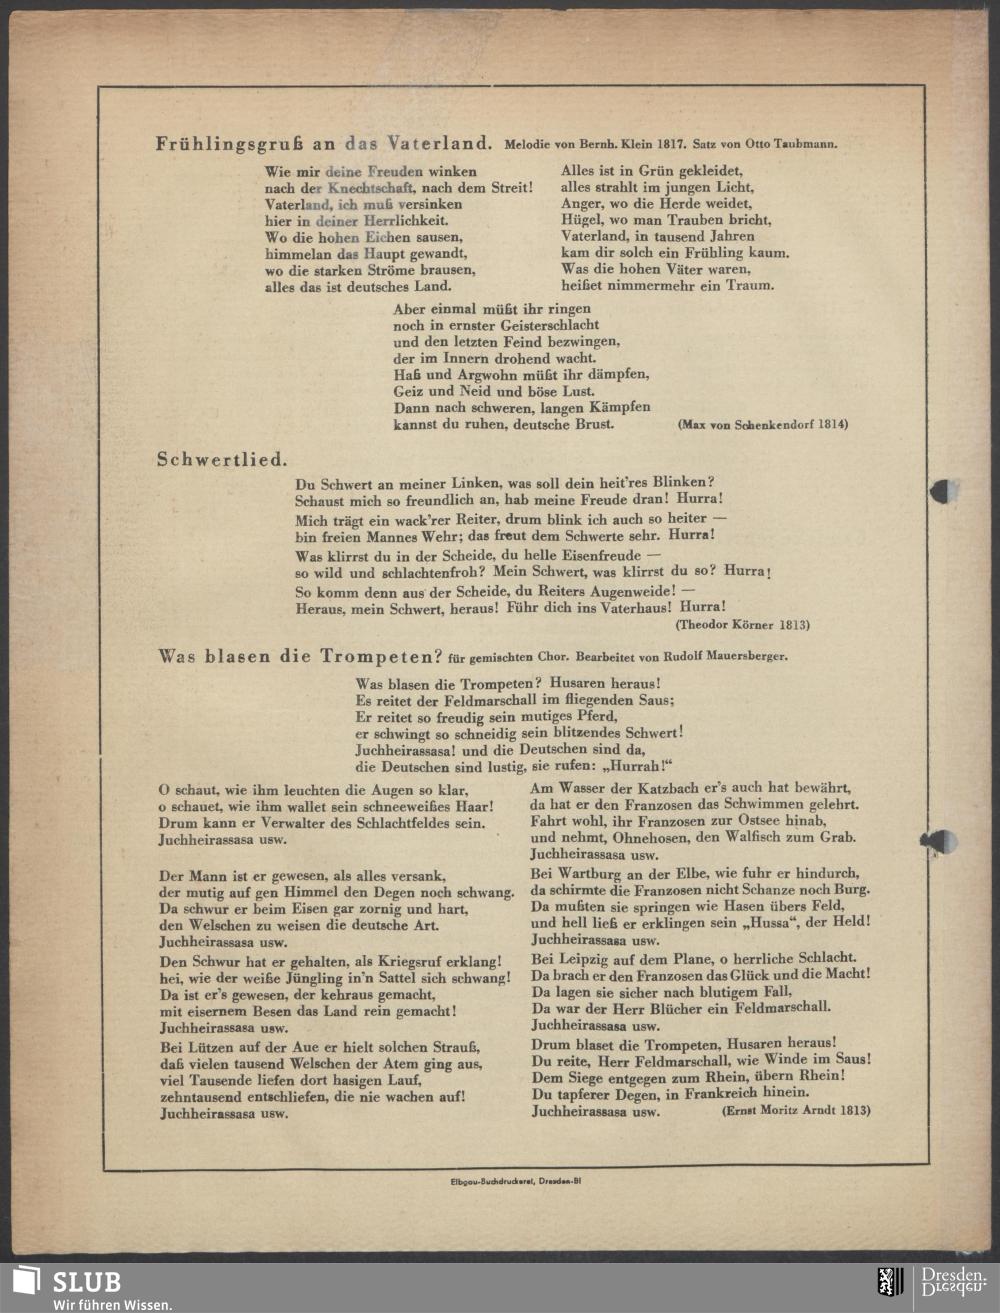 Frühlingsgruß an das Vaterland. Melodie von Bernh. Klein 1817. Satz von Otto Taubmann.
Wie mir deine Freuden winken
nach der Knechtschaft, nach dem Streit!
Vaterland, ich muß versinken
hier in deiner Herrlichkeit.
Wo die hohen Eichen sausen,
himmelan das Haupt gewandt,
wo die starken Ströme brausen,
alles das ist deutsches Land.
Alles ist in Grün gekleidet,
alles strahlt im jungen Licht,
Anger, wo die Herde weidet,
Hügel, wo man Trauben bricht,
Vaterland, in tausend Jahren
kam dir solch ein Frühling kaum.
Was die hohen Väter waren,
heißet nimmermehr ein Traum.
Aber einmal müßt ihr ringen
noch in ernster Geisterschlacht
und den letzten Feind bezwingen,
der im Innern drohend wacht.
Haß und Argwohn müßt ihr dämpfen,
Geiz und Neid und böse Lust.
Dann nach schweren, langen Kämpfen
kannst du ruhen, deutsche Brust. (Max von Schenkendorf 1814)
Schwertlied.
Du Schwert an meiner Linken, was soll dein heit'res Blinken?
Schaust mich so freundlich an, hab meine Freude dran! Hurra!
Mich trägt ein wack'rer Reiter, drum blink ich auch so heiter —
bin freien Mannes Wehr; das freut dem Schwerte sehr. Hurra!
Was klirrst du in der Scheide, du helle Eisenfreude —
so wild und schlachtenfroh? Mein Schwert, was klirrst du so? Hurra!
So komm denn aus der Scheide, du Reiters Augenweide! —
Heraus, mein Schwert, heraus! Führ dich ins Vaterhaus! Hurra!
(Theodor Körner 1813)
Was blasen die Trompeten? für gemischten Chor. Bearbeitet von Rudolf Mauersberger.
Was blasen die Trompeten? Husaren heraus!
Es reitet der Feldmarschall im fliegenden Saus;
Er reitet so freudig sein mutiges Pferd,
er schwingt so schneidig sein blitzendes Schwert!
Juchheirassasa! und die Deutschen sind da,
die Deutschen sind lustig, sie rufen: „Hurrah!“
O schaut, wie ihm leuchten die Augen so klar,
o schauet, wie ihm wallet sein schneeweißes Haar!
Drum kann er Verwalter des Schlachtfeldes sein.
Juchheirassasa usw.
Der Mann ist er gewesen, als alles versank,
der mutig auf gen Himmel den Degen noch schwang.
Da schwur er beim Eisen gar zornig und hart,
den Welschen zu weisen die deutsche Art.
Juchheirassasa usw.
Den Schwur hat er gehalten, als Kriegsruf erklang!
hei, wie der weiße Jüngling in'n Sattel sich schwang!
Da ist er's gewesen, der kehraus gemacht,
mit eisernem Besen das Land rein gemacht!
Juchheirassasa usw.
Bei Lützen auf der Aue er hielt solchen Strauß,
daß vielen tausend Welschen der Atem ging aus,
viel Tausende liefen dort hasigen Lauf,
zehntausend entschliefen, die nie wachen auf!
Juchheirassasa usw.
Am Wasser der Katzbach er's auch hat bewährt,
da hat er den Franzosen das Schwimmen gelehrt.
Fahrt wohl, ihr Franzosen zur Ostsee hinab,
und nehmt, Ohnehosen, den Walfisch zum Grab.
Juchheirassasa usw.
Bei Wartburg an der Elbe, wie fuhr er hindurch,
da schirmte die Franzosen nicht Schanze noch Burg.
Da mußten sie springen wie Hasen übers Feld,
und hell ließ er erklingen sein „Hussa“, der Held!
Juchheirassasa usw.
Bei Leipzig auf dem Plane, o herrliche Schlacht.
Da brach er den Franzosen das Glück und die Macht!
Da lagen sie sicher nach blutigem Fall,
Da war der Herr Blücher ein Feldmarschall.
Juchheirassasa usw.
Drum blaset die Trompeten, Husaren heraus!
Du reite, Herr Feldmarschall, wie Winde im Saus!
Dem Siege entgegen zum Rhein, übern Rhein!
Du tapferer Degen, in Frankreich hinein.
Juchheirassasa usw. (Ernst Moritz Arndt 1813)
Elbgau-Buchdruckerei, Dresden-Bl
SLUB
Wir führen Wissen.
Dresden.
Dresden.